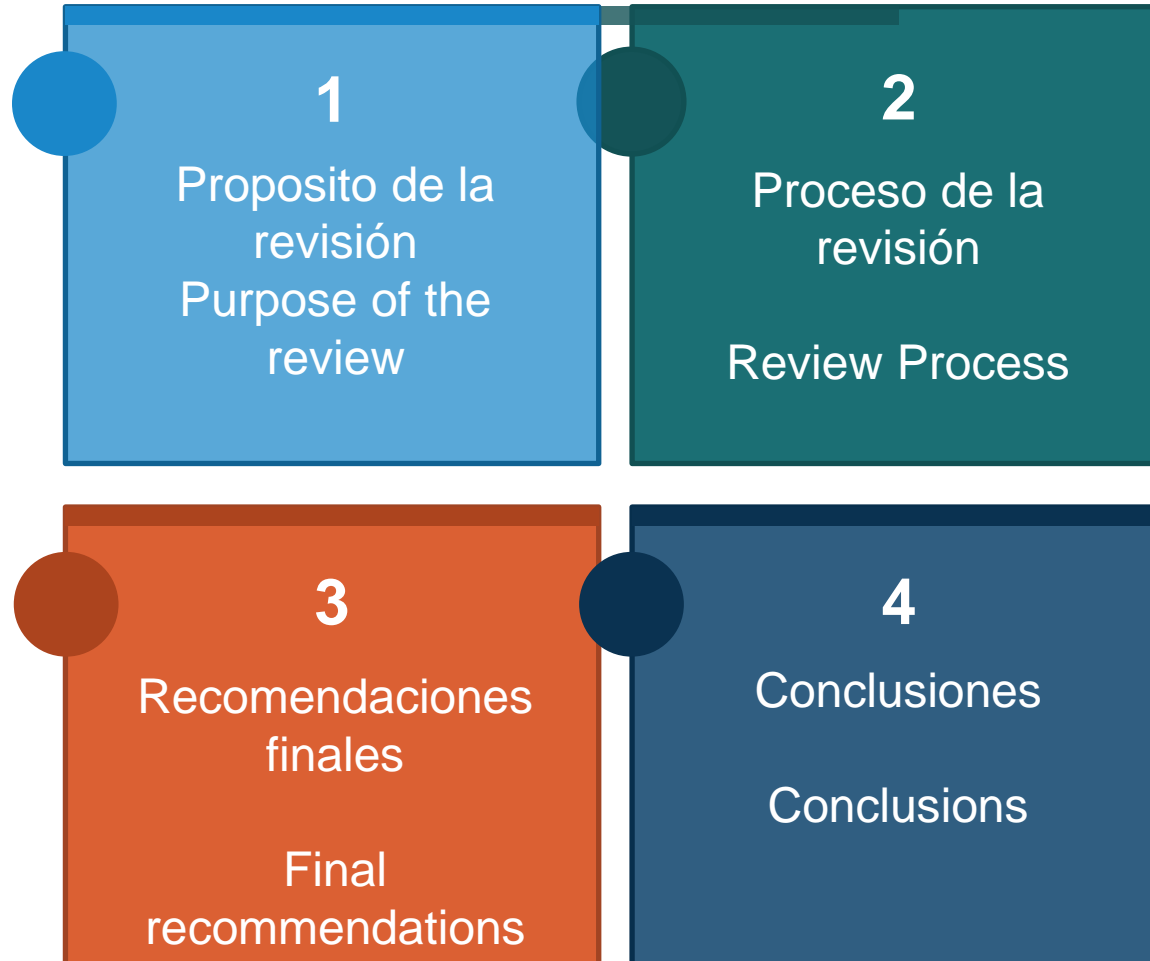 1
Proposito de la
revisión
Purpose of the
review
2
Proceso de la
revisión
Review Process
3
Recomendaciones
finales
Final
recommendations
4
Conclusiones
Conclusions